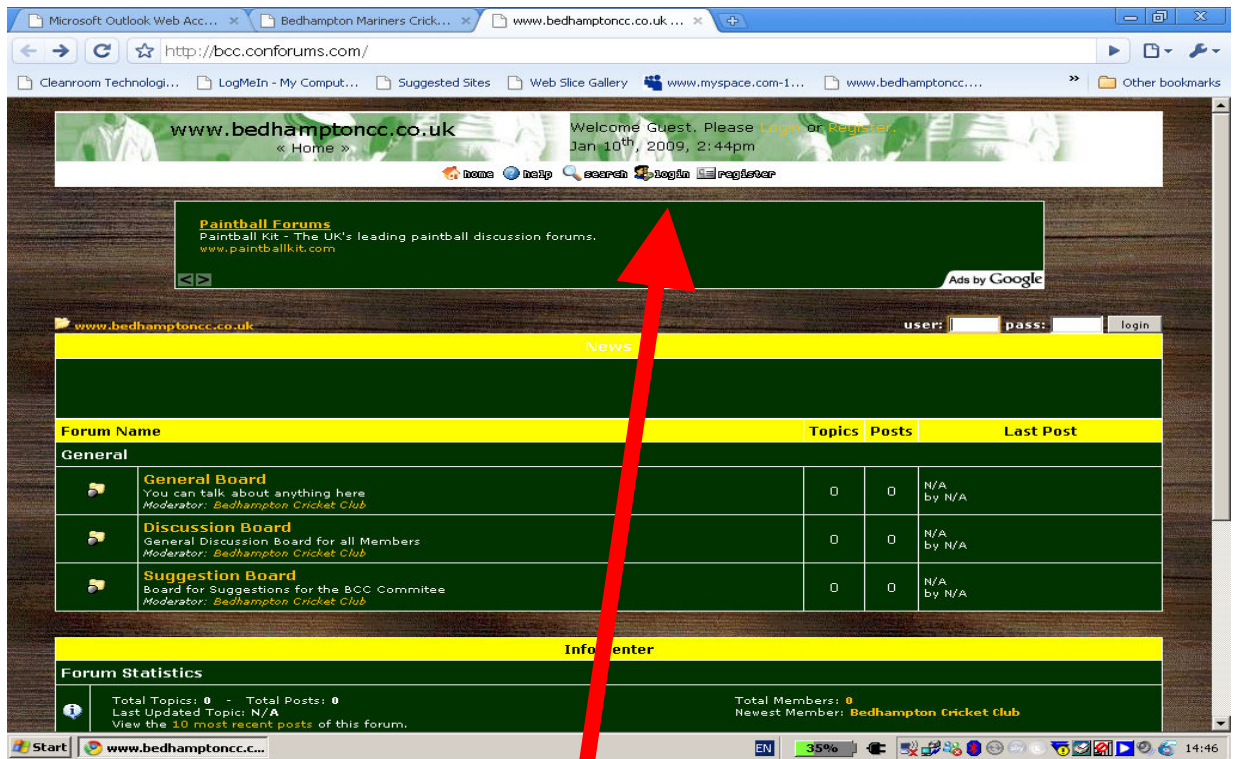 Microsoft Outlook Web Acc... Bedhampton Mariners Crick... www.bedhamptoncc.co.uk ...
http://bcc.conforums.com/
Cleanroom Technologi... LogMeIn - My Comput... Suggested Sites Web Slice Gallery www.myspace.com-1... www.bedhamptoncc.... » Other bookmarks
www.bedhamptoncc.co.uk Welcome Guest. Please Login or Register.
« Home » Jan 10th, 2009, 2:44pm
home help search login register
Paintball Forums
Paintball Kit - The UK's leading paintball discussion forums.
www.paintballkit.com
Ads by Google
www.bedhamptoncc.co.uk user: pass: login
News
Forum Name Topics Posts Last Post
General
General Board
You can talk about anything here 0 0 N/A
Moderator: Bedhampton Cricket Club by N/A
Discussion Board
General Discussion Board for all Members 0 0 N/A
Moderator: Bedhampton Cricket Club by N/A
Suggestion Board
Board for Suggestions for the BCC Commitee 0 0 N/A
Moderator: Bedhampton Cricket Club by N/A
Info Center
Forum Statistics
Total Topics: 0 - Total Posts: 0 Total Members: 0
Last Updated Topic: N/A Newest Member: Bedhampton Cricket Club
View the 10 most recent posts of this forum.
Start www.bedhamptoncc.c... EN 35% 14:46